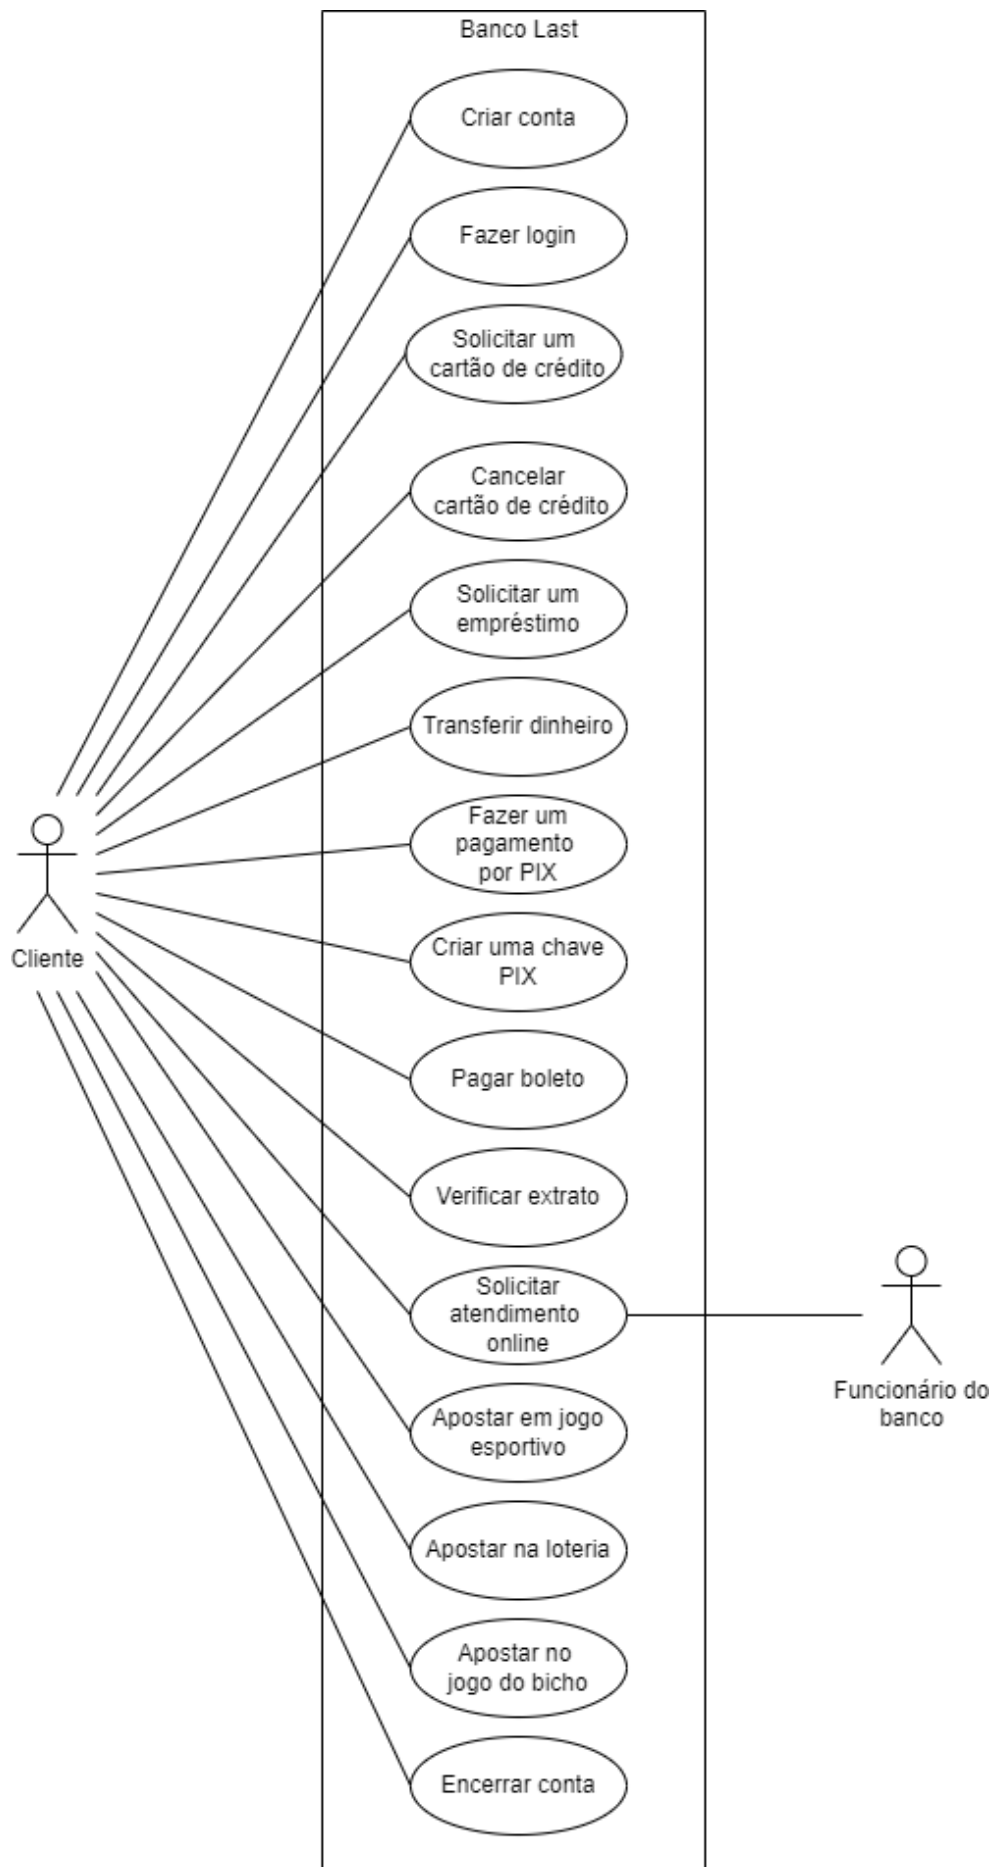 Banco Last
Criar conta
Fazer login
Solicitar um
cartão de crédito
Cancelar
cartão de crédito
Solicitar um
empréstimo
Transferir dinheiro
Fazer um
pagamento
por PIX
Cliente
Criar uma chave
PIX
Pagar boleto
Verificar extrato
Solicitar
atendimento
online
Funcionário do
banco
Apostar em jogo
esportivo
Apostar na loteria
Apostar no
jogo do bicho
Encerrar conta